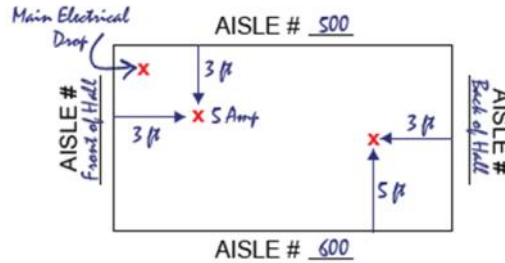 Main Electrical
Drop
AISLE # 500
X
3 ft
X 5 Amp
3 ft
AISLE #
Front of Hall
X
3 ft
5 ft
AISLE #
Back of Hall
AISLE # 600